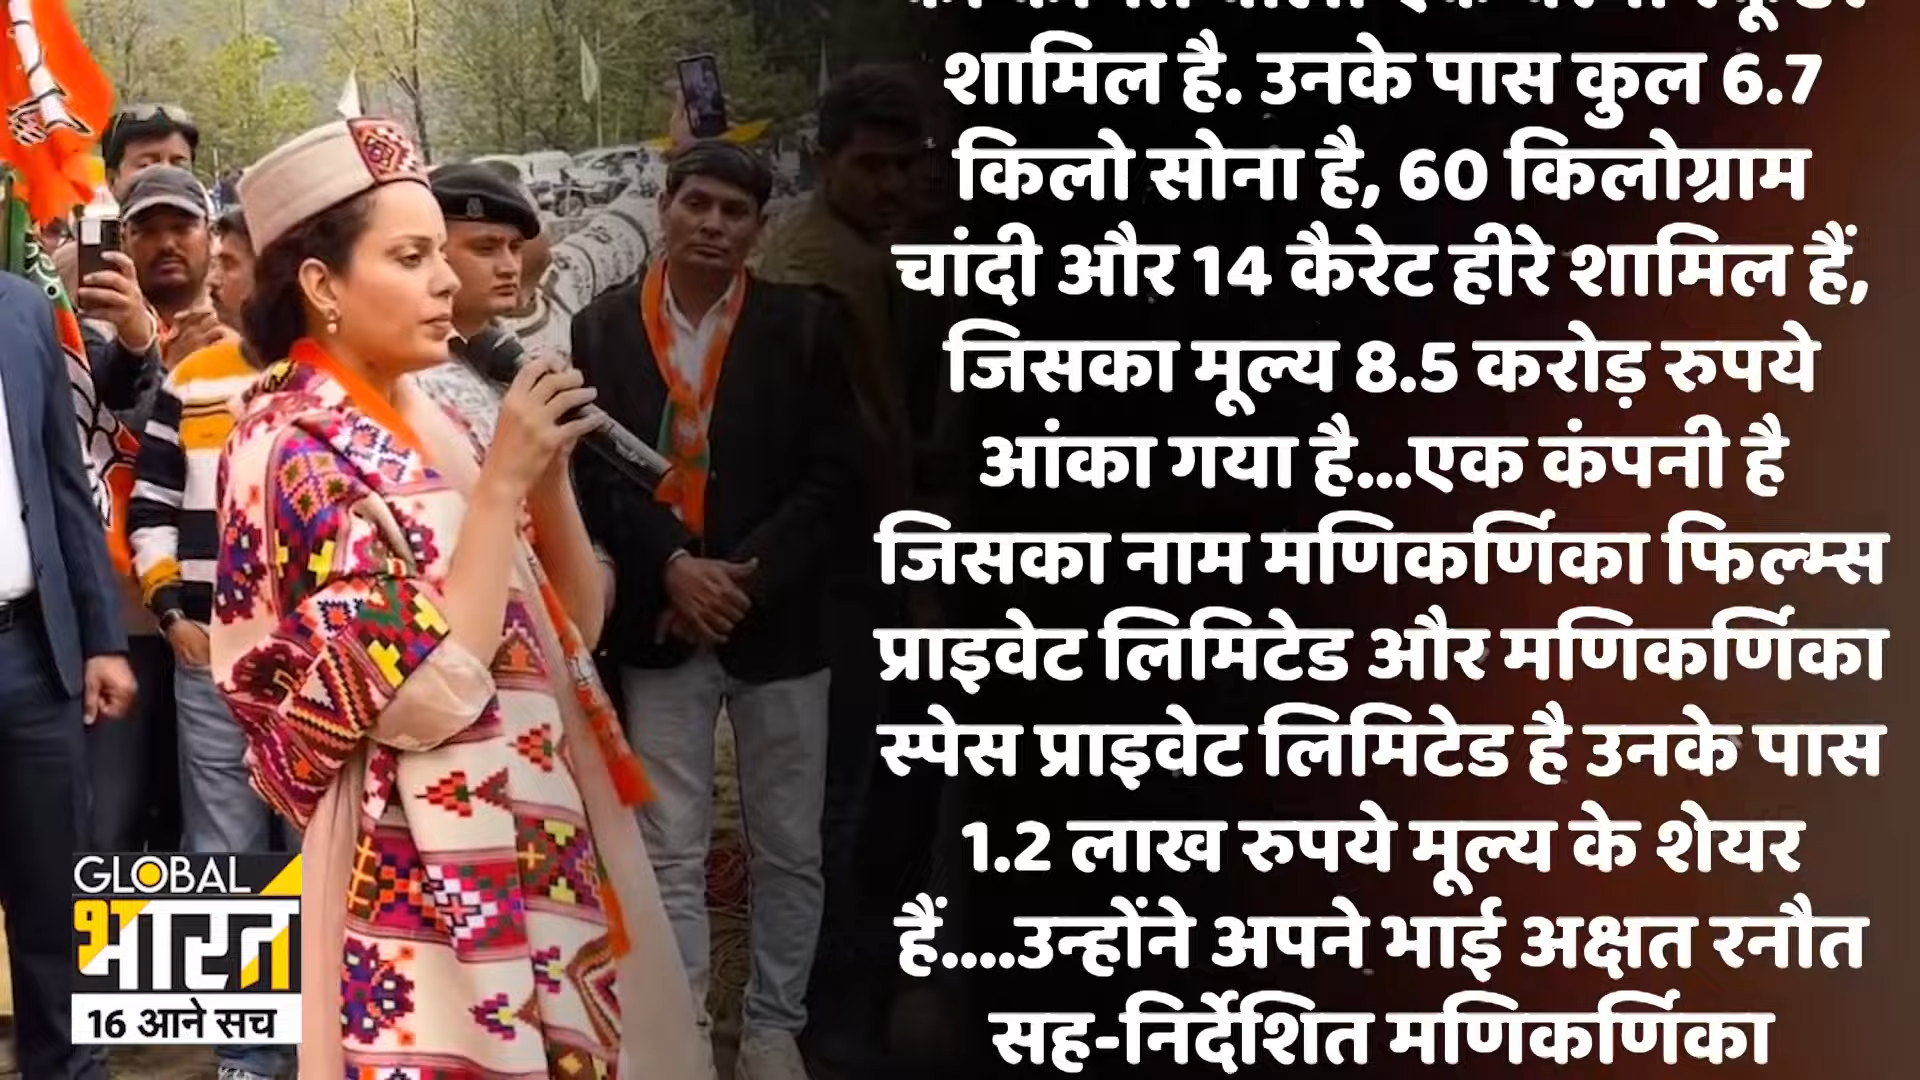 शामिल है. उनके पास कुल 6.7
किलो सोना है, 60 किलोग्राम
चांदी और 14 कैरेट हीरे शामिल हैं,
जिसका मूल्य 8.5 करोड़ रुपये
आंका गया है...एक कंपनी है
जिसका नाम मणिकर्णिका फिल्म्स
प्राइवेट लिमिटेड और मणिकर्णिका
स्पेस प्राइवेट लिमिटेड है उनके पास
1.2 लाख रुपये मूल्य के शेयर
हैं....उन्होंने अपने भाई अक्षत रनौत
सह-निर्देशित मणिकर्णिका
GLOBAL
भारत
16 आने सच